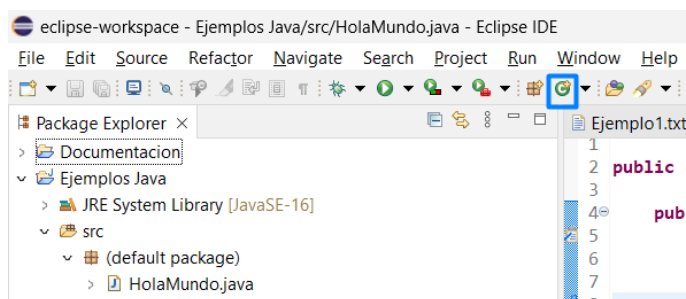 eclipse-workspace - Ejemplos Java/src/HolaMundo.java - Eclipse IDE
File Edit Source Refactor Navigate Search Project Run Window Help
Package Explorer
Ejemplo1.txt
Documentacion
Ejemplos Java
JRE System Library [JavaSE-16]
src
(default package)
HolaMundo.java
1
2 public
3
4 pub
5
6
7